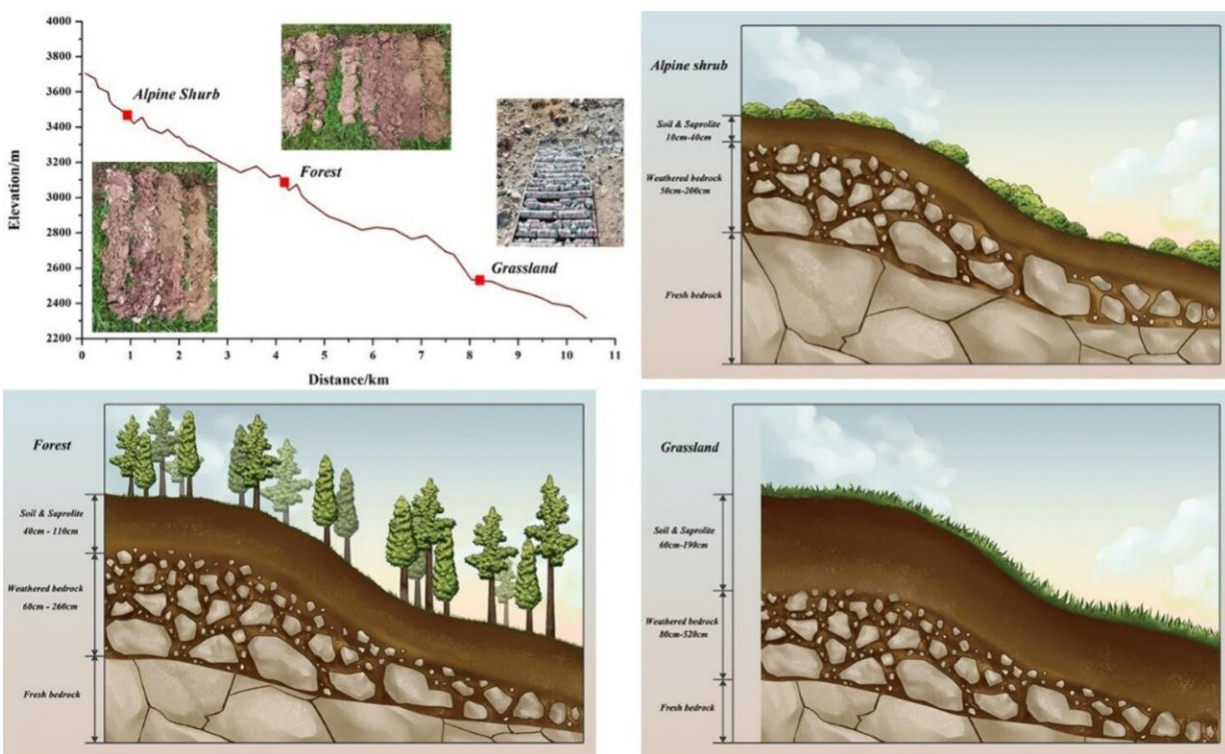 4000
3800
3600
3400
3200
3000
2800
2600
2400
2200
Elevation/m
0 1 2 3 4 5 6 7 8 9 10 11
Distance/km
Alpine Shurb
Forest
Grassland
Alpine shrub
Soil & Saprolite
10cm-40cm
Weathered bedrock
50cm-200cm
Fresh bedrock
Forest
Soil & Saprolite
40cm - 110cm
Weathered bedrock
60cm - 260cm
Fresh bedrock
Grassland
Soil & Saprolite
60cm-190cm
Weathered bedrock
80cm-520cm
Fresh bedrock